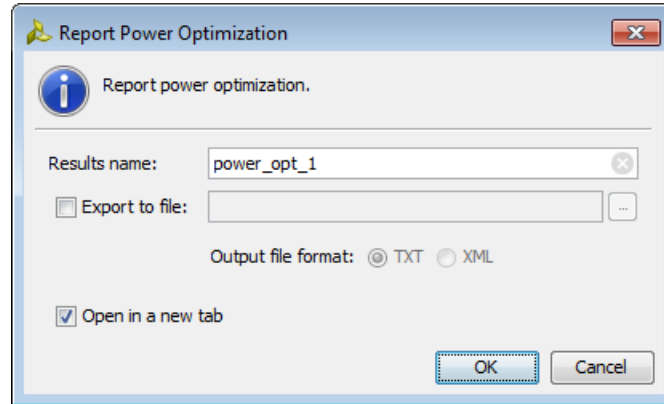 Report Power Optimization
Report power optimization.
Results name: power_opt_1
Export to file: ...
Output file format: TXT XML
Open in a new tab
OK Cancel